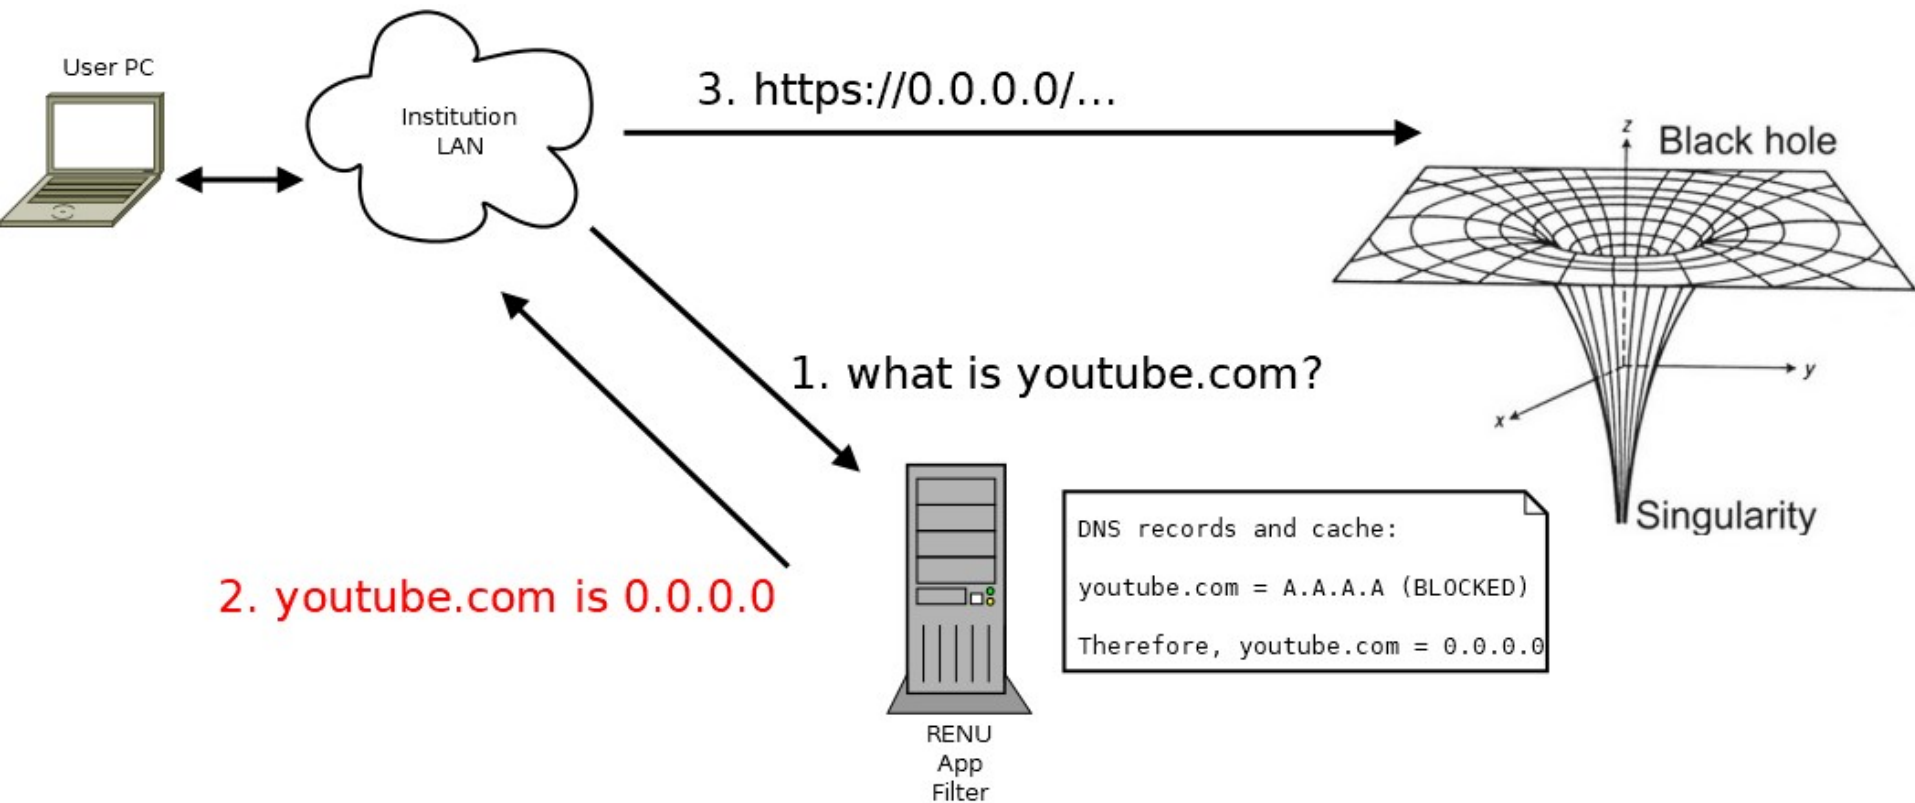 User PC
Institution
LAN
3. https://0.0.0.0/...
z
Black hole
1. what is youtube.com?
y
x
Singularity
2. youtube.com is 0.0.0.0
DNS records and cache:
youtube.com = A.A.A.A (BLOCKED)
Therefore, youtube.com = 0.0.0.0
RENU
App
Filter